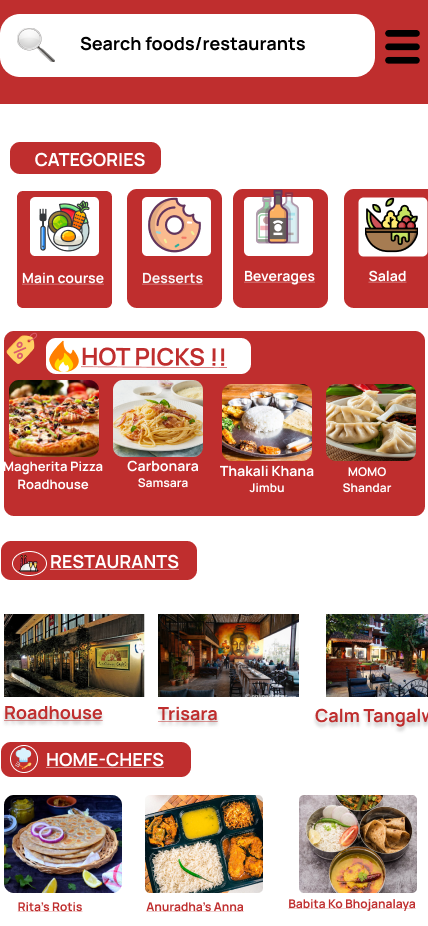 Search foods/restaurants
CATEGORIES
Main course
Desserts
Beverages
Salad
HOT PICKS !!
Magherita Pizza
Roadhouse
Carbonara
Samsara
Thakali Khana
Jimbu
MOMO
Shandar
RESTAURANTS
Roadhouse
Trisara
Calm Tangalw
HOME-CHEFS
Rita's Rotis
Anuradha's Anna
Babita Ko Bhojanalaya